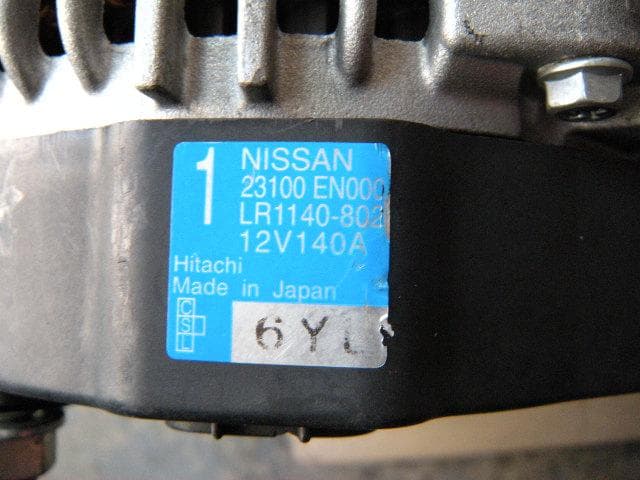 1
NISSAN
23100 EN000
LR1140-802
12V140A
Hitachi
Made in Japan
C
S
L
6YL